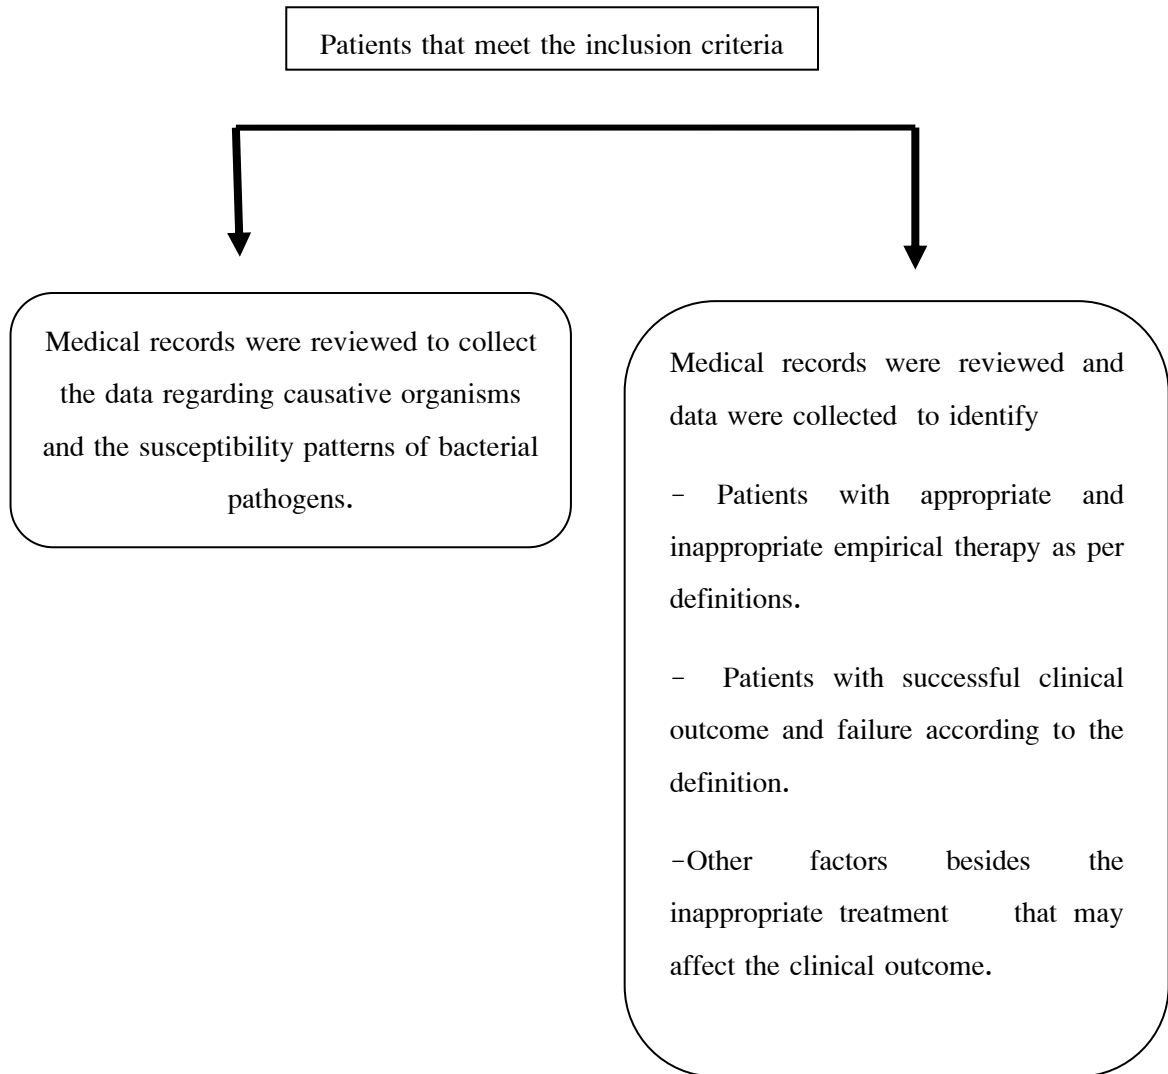 Patients that meet the inclusion criteria
Medical records were reviewed to collect
the data regarding causative organisms
and the susceptibility patterns of bacterial
pathogens.
Medical records were reviewed and
data were collected to identify
- Patients with appropriate and
inappropriate empirical therapy as per
definitions.
- Patients with successful clinical
outcome and failure according to the
definition.
-Other factors besides the
inappropriate treatment that may
affect the clinical outcome.